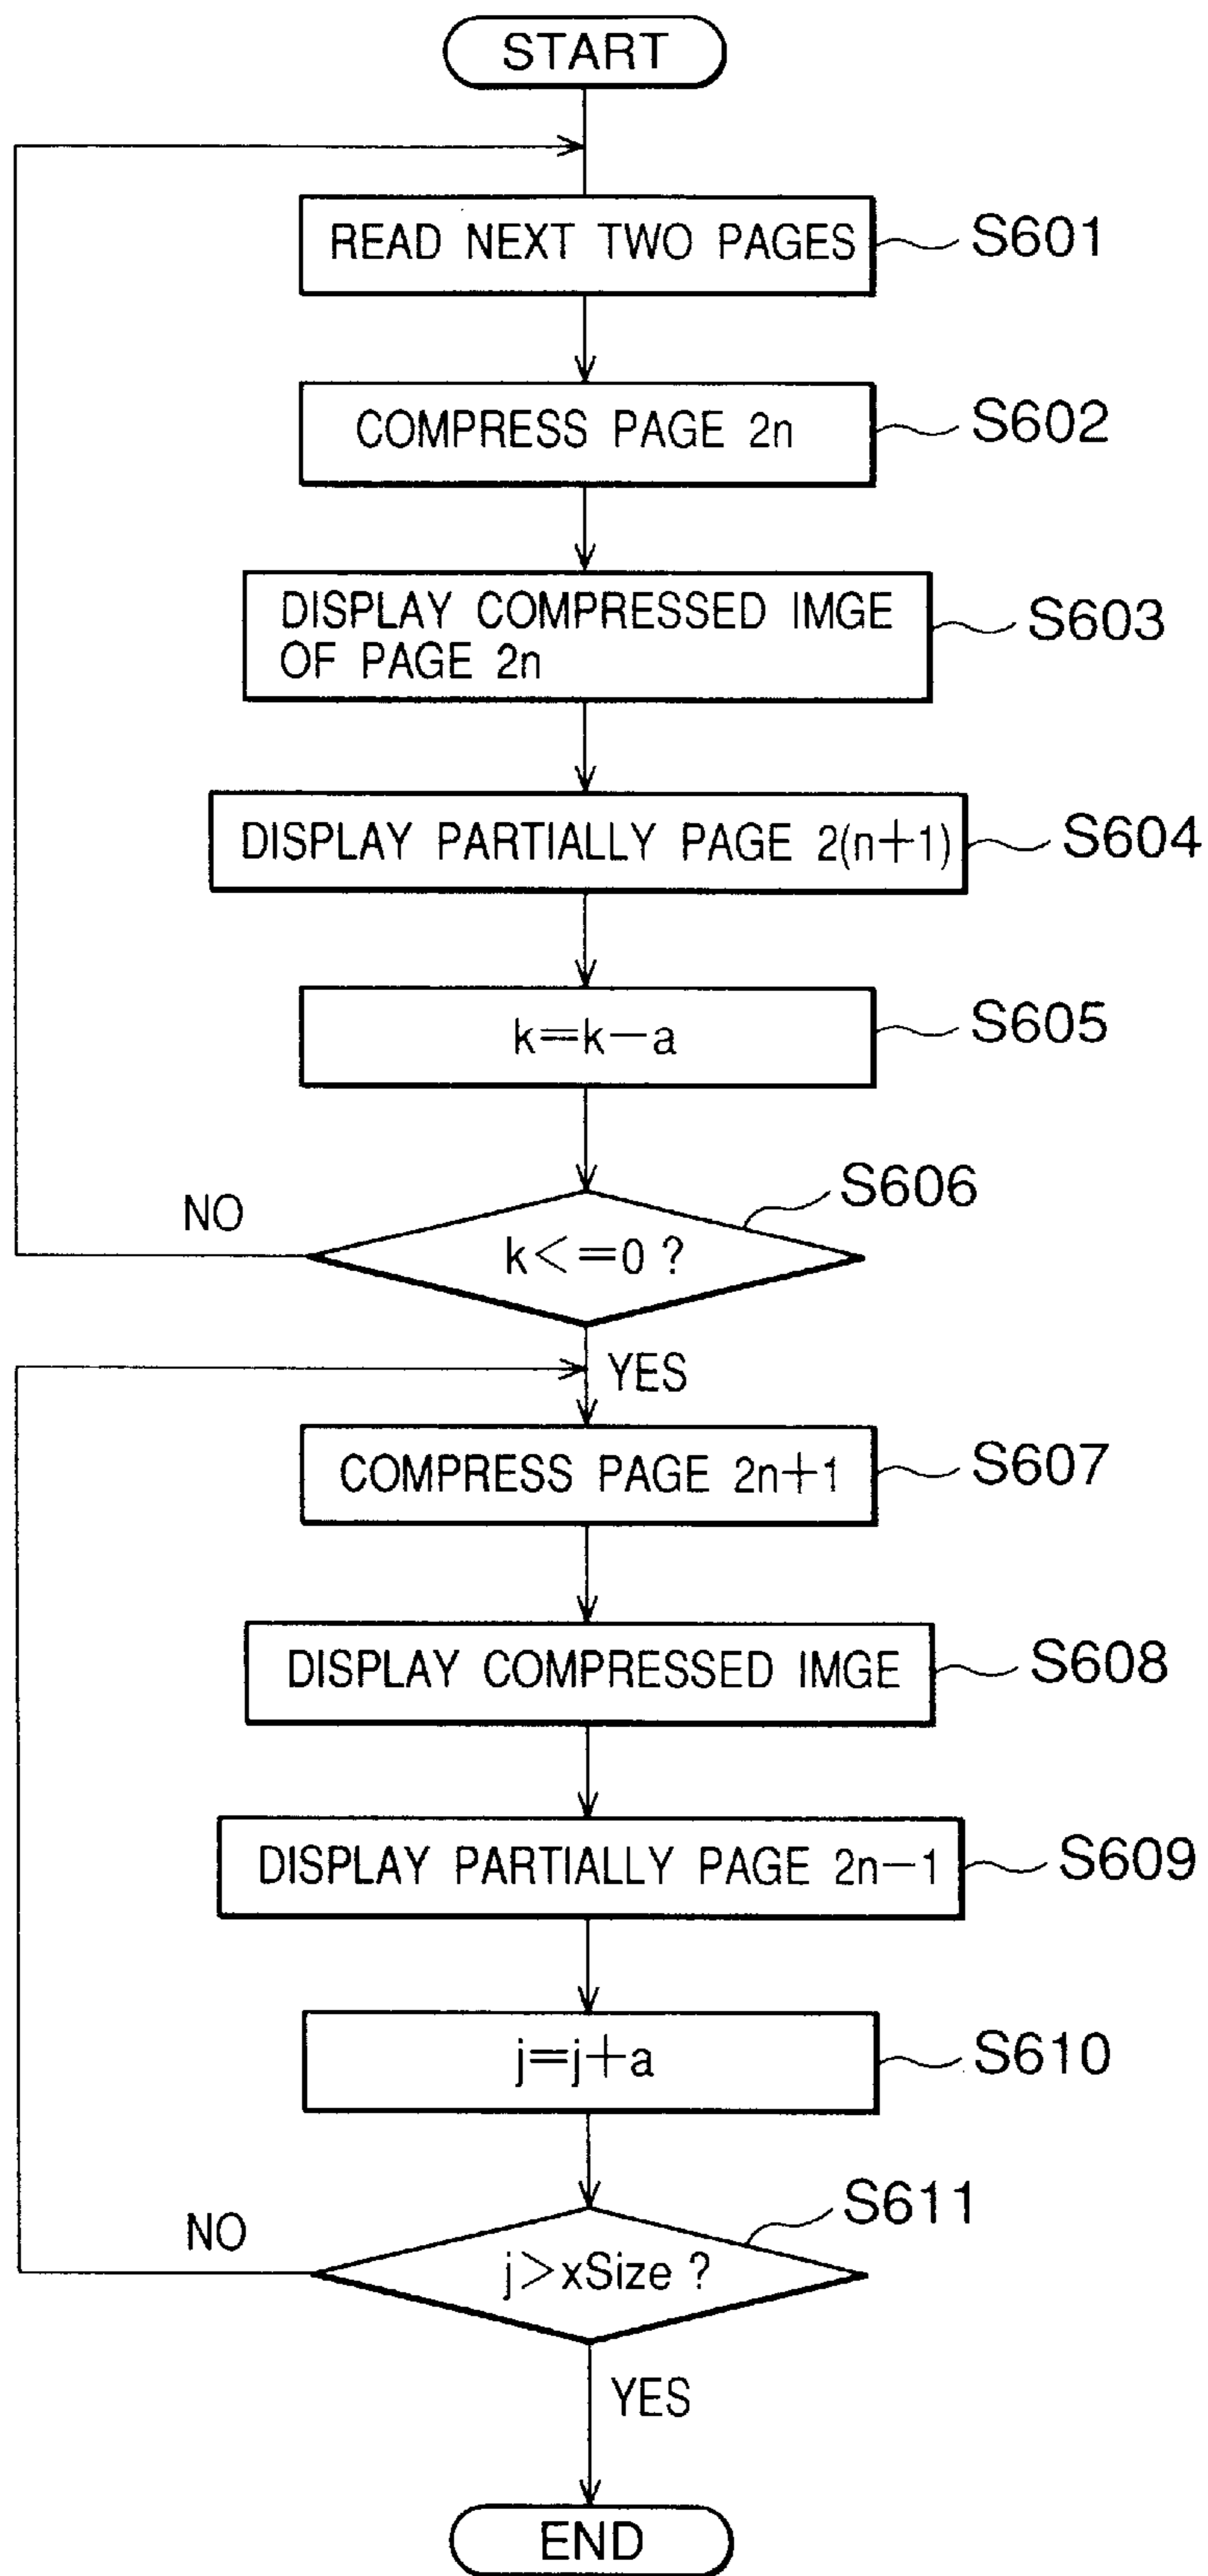 START
READ NEXT TWO PAGES
S601
COMPRESS PAGE 2n
S602
DISPLAY COMPRESSED IMGE
OF PAGE 2n
S603
DISPLAY PARTIALLY PAGE 2(n+1)
S604
k=k-a
S605
S606
NO
k<=0 ?
YES
COMPRESS PAGE 2n+1
S607
DISPLAY COMPRESSED IMGE
S608
DISPLAY PARTIALLY PAGE 2n-1
S609
j=j+a
S610
S611
NO
j>xSize ?
YES
END